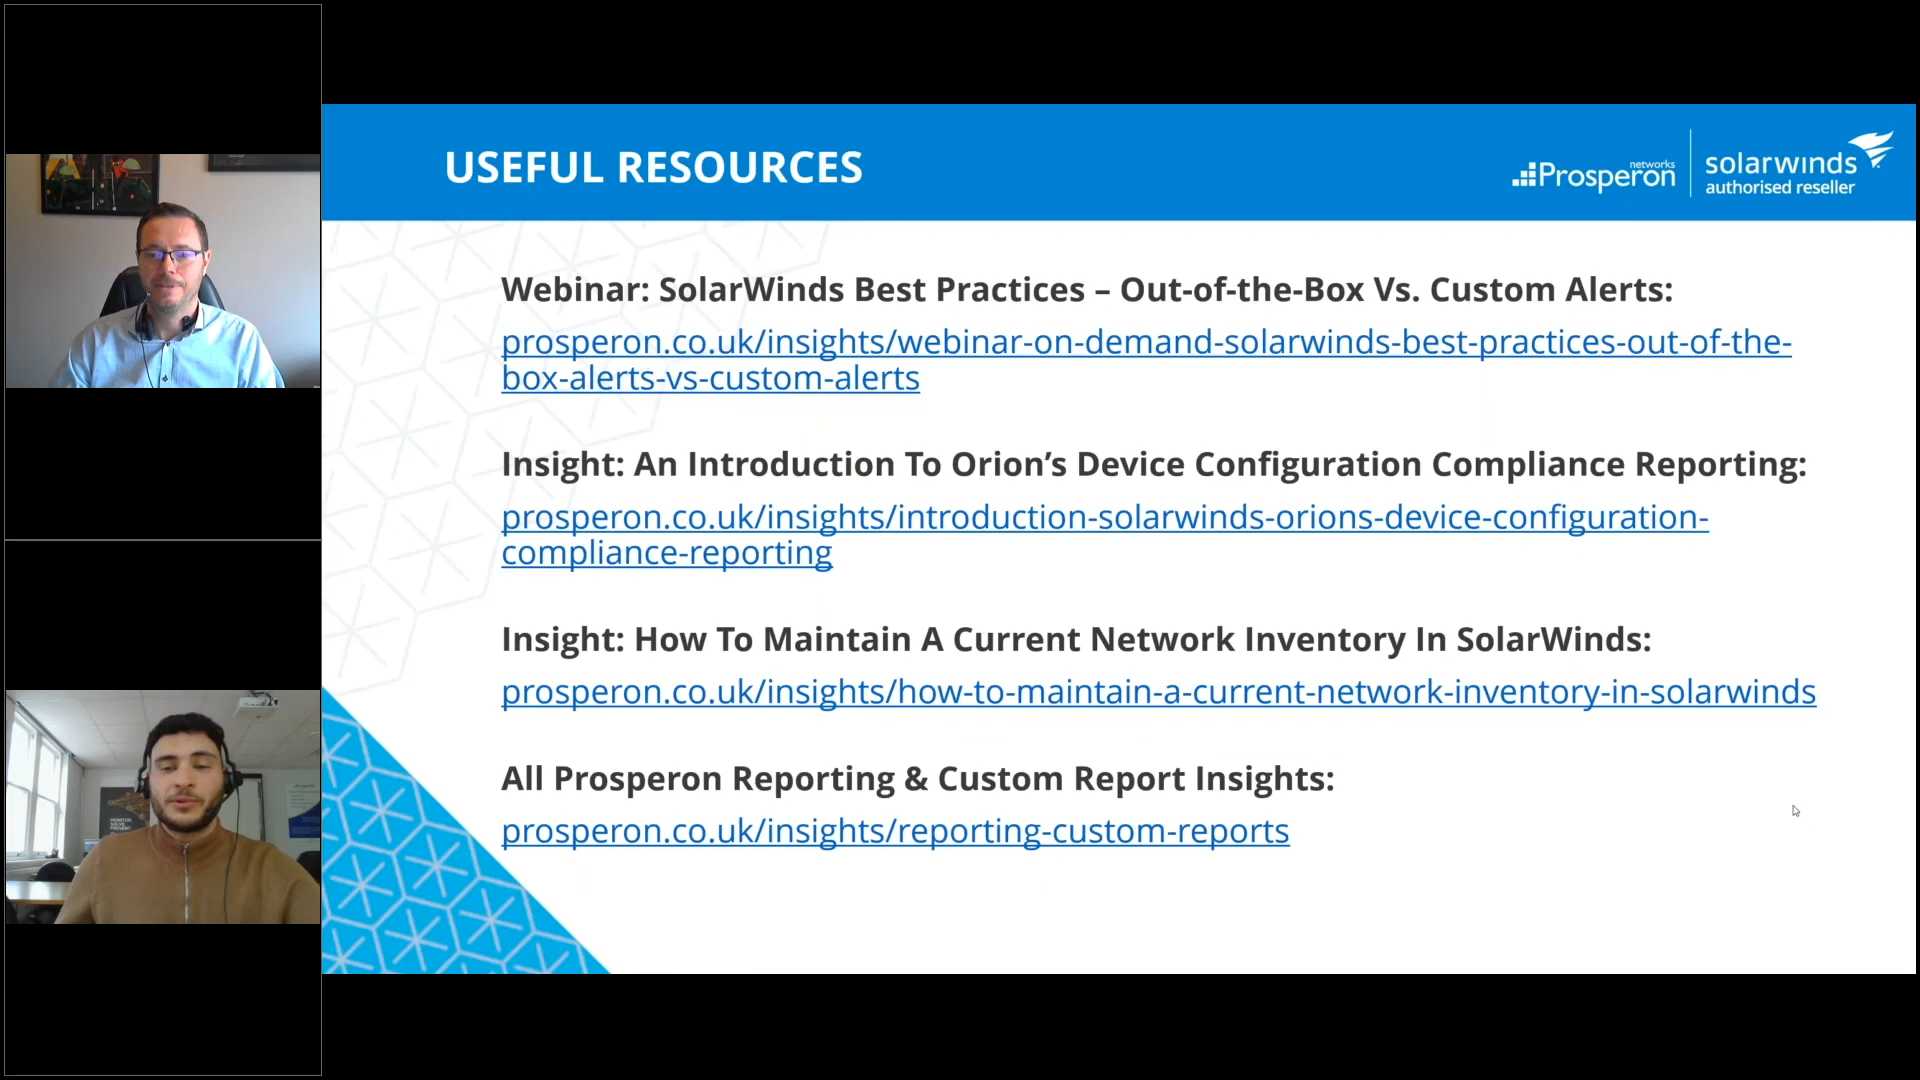 USEFUL RESOURCES
networks
Prosperon
solarwinds
authorised reseller
Webinar: SolarWinds Best Practices – Out-of-the-Box Vs. Custom Alerts:
prosperon.co.uk/insights/webinar-on-demand-solarwinds-best-practices-out-of-the-
box-alerts-vs-custom-alerts
Insight: An Introduction To Orion’s Device Configuration Compliance Reporting:
prosperon.co.uk/insights/introduction-solarwinds-orions-device-configuration-
compliance-reporting
Insight: How To Maintain A Current Network Inventory In SolarWinds:
prosperon.co.uk/insights/how-to-maintain-a-current-network-inventory-in-solarwinds
All Prosperon Reporting & Custom Report Insights:
prosperon.co.uk/insights/reporting-custom-reports